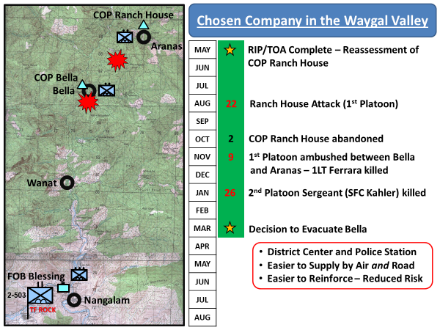 Chosen Company in the Waygal Valley
COP Ranch House
Aranas
COP Bella
Bella
Wanat
FOB Blessing
2-503
TF ROCK
Nangalam
MAY
RIP/TOA Complete – Reassessment of
COP Ranch House
JUN
JUL
AUG
22
Ranch House Attack (1st Platoon)
SEP
OCT
2
COP Ranch House abandoned
NOV
9
1st Platoon ambushed between Bella
and Aranas – 1LT Ferrara killed
DEC
JAN
26
2nd Platoon Sergeant (SFC Kahler) killed
FEB
MAR
Decision to Evacuate Bella
APR
MAY
JUN
JUL
AUG
• District Center and Police Station
• Easier to Supply by Air and Road
• Easier to Reinforce – Reduced Risk